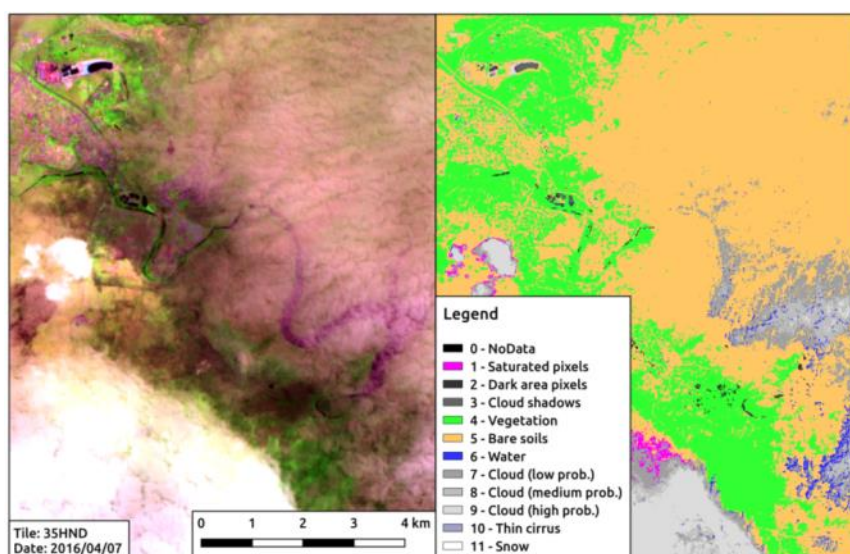 Legend
0 - NoData
1 - Saturated pixels
2 - Dark area pixels
3 - Cloud shadows
4 - Vegetation
5 - Bare soils
6 - Water
7 - Cloud (low prob.)
8 - Cloud (medium prob.)
9 - Cloud (high prob.)
10 - Thin cirrus
11 - Snow
0 1 2 3 4 km
Tile: 35HND
Date: 2016/04/07